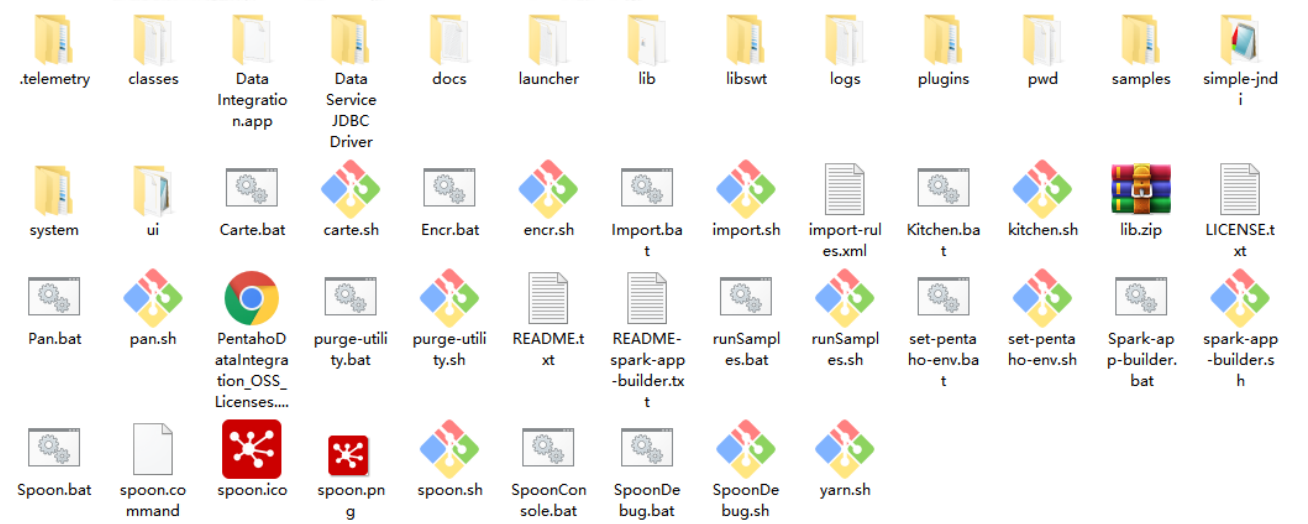 .telemetry classes Data Data docs launcher lib libswt logs plugins pwd samples simple-jnd
Integratio Service i
n.app JDBC
Driver
system ui Carte.bat carte.sh Encr.bat encr.sh Import.ba import.sh import-rul Kitchen.ba kitchen.sh lib.zip LICENSE.t
t es.xml t xt
Pan.bat pan.sh PentahoD purge-utili purge-utili README.t README- runSampl runSampl set-penta set-penta Spark-ap spark-app
ataIntegra ty.bat ty.sh xt spark-app es.bat es.sh ho-env.ba ho-env.sh p-builder. -builder.s
tion_OSS_ -builder.tx t bat h
Licenses.... t
Spoon.bat spoon.co spoon.ico spoon.pn spoon.sh SpoonCon SpoonDe SpoonDe yarn.sh
mmand g sole.bat bug.bat bug.sh